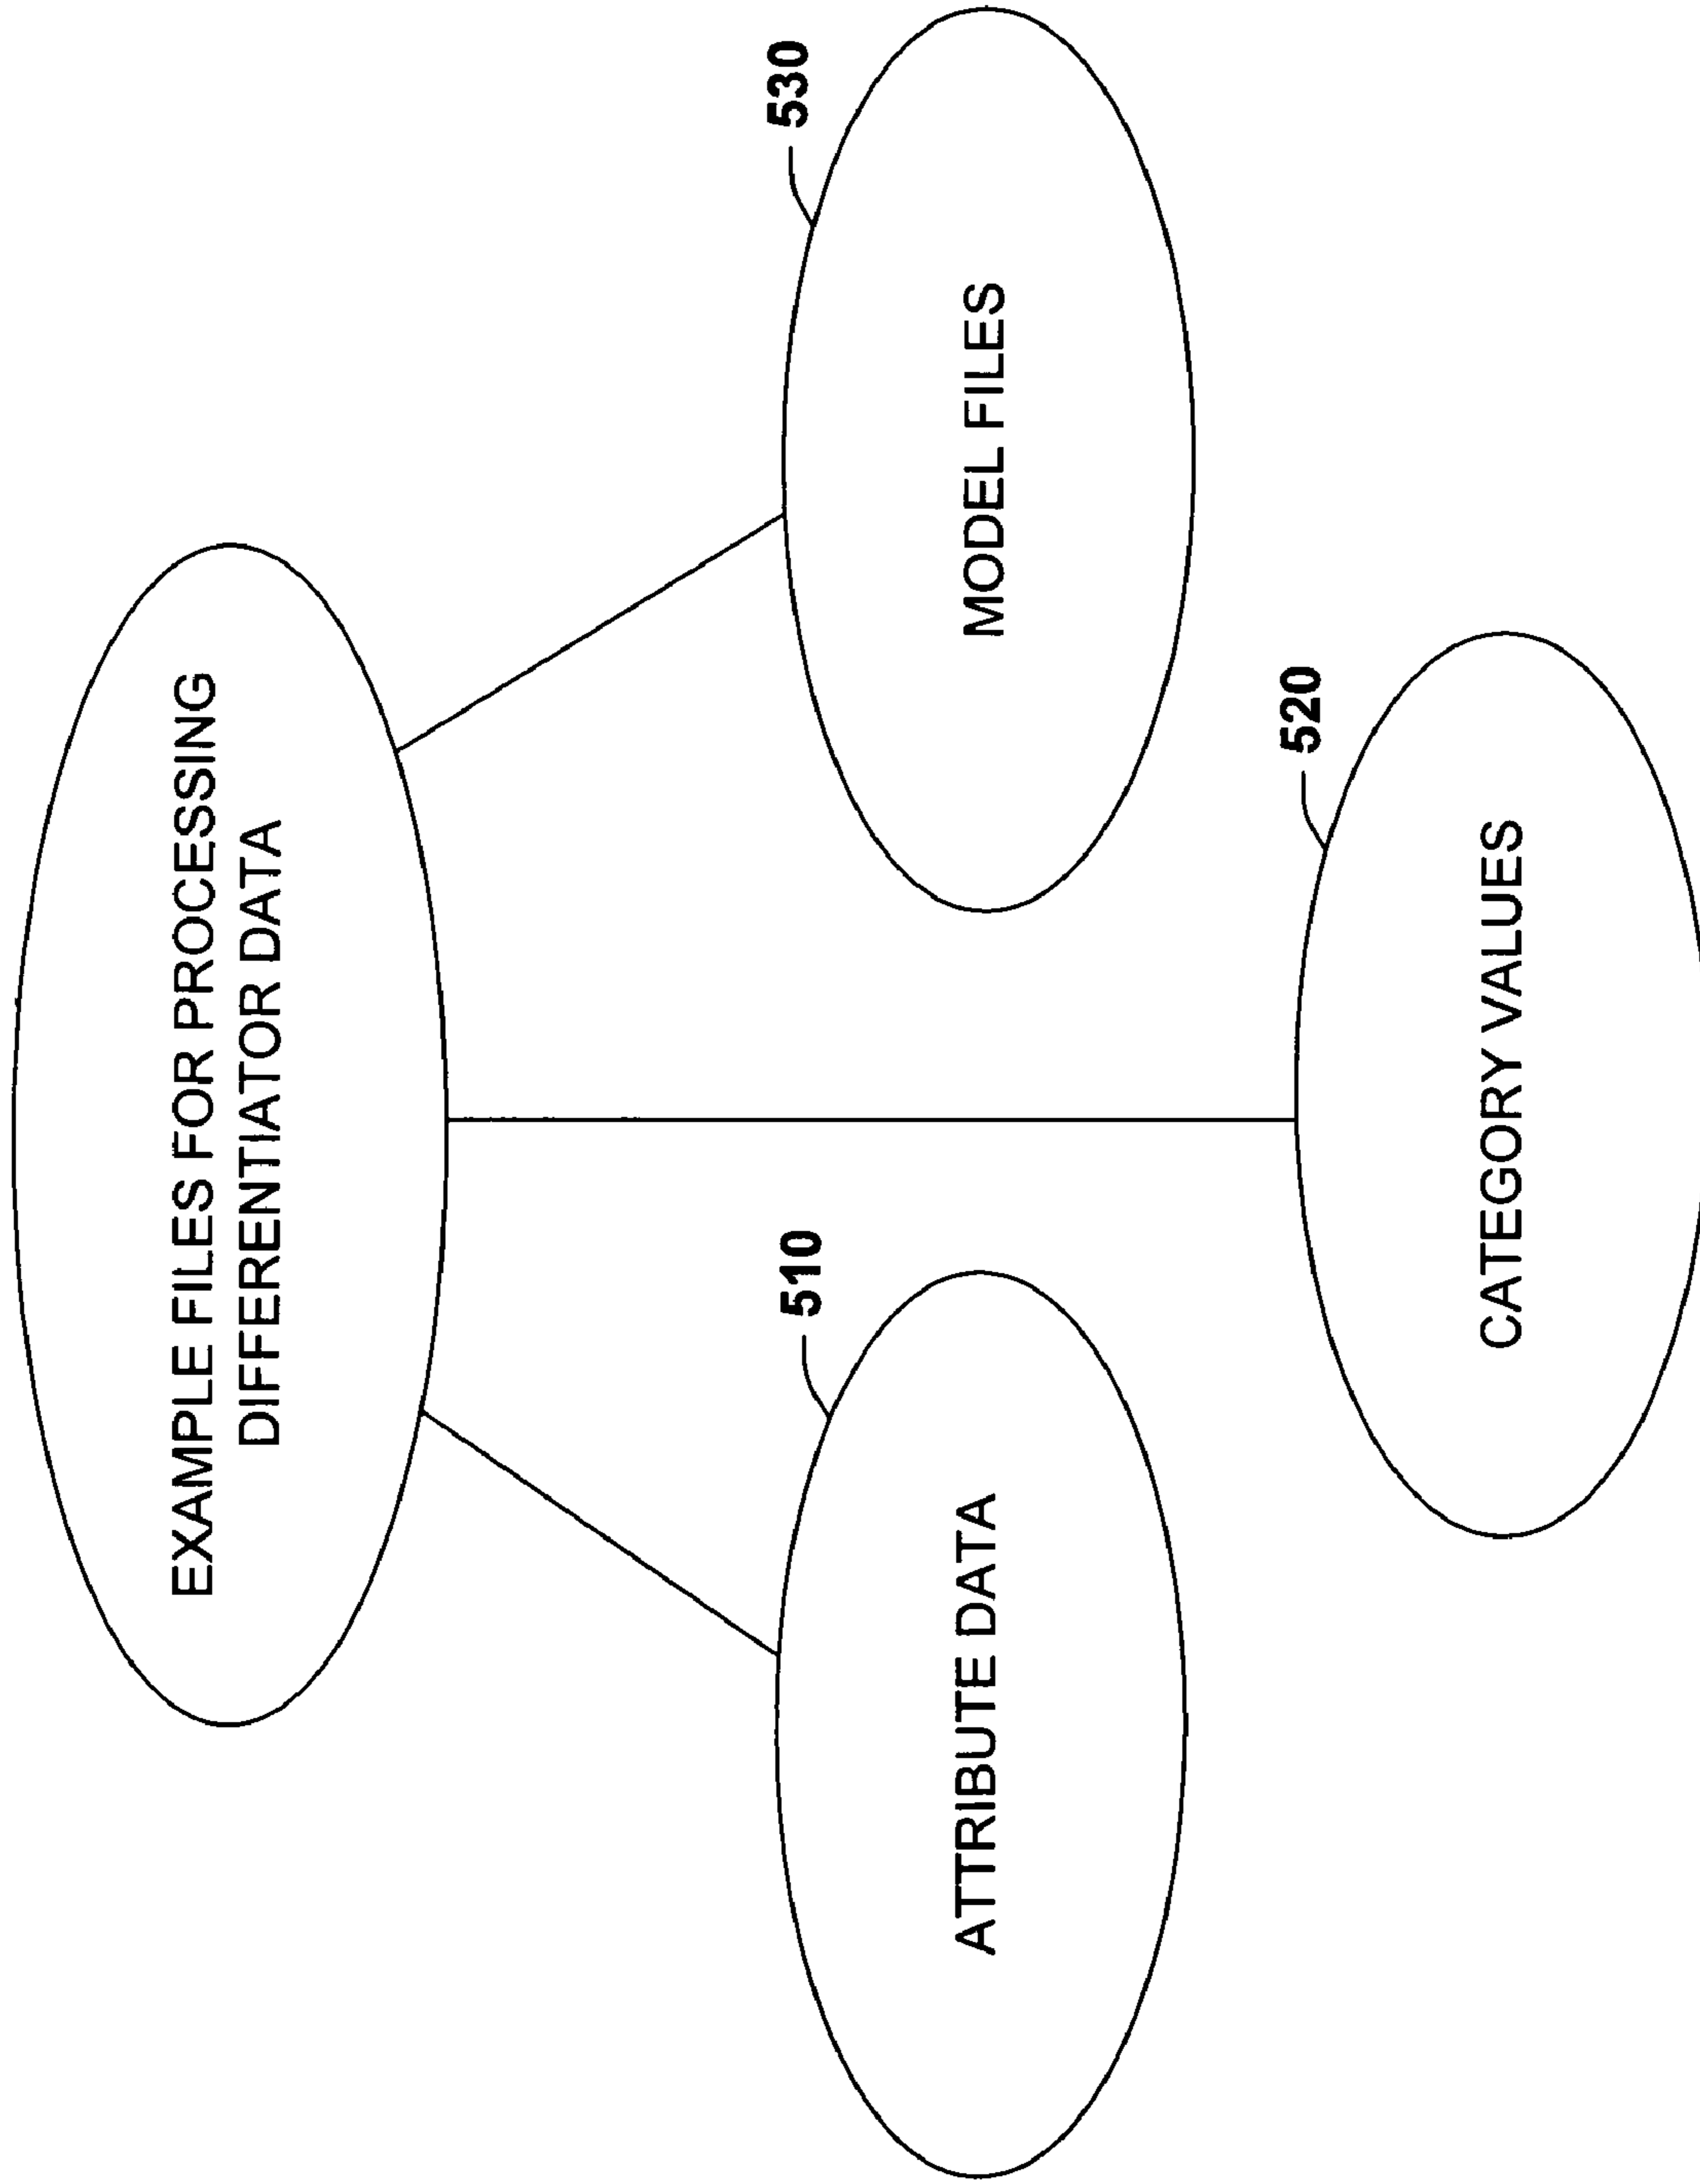 EXAMPLE FILES FOR PROCESSING
DIFFERENTIATOR DATA
510
ATTRIBUTE DATA
530
MODEL FILES
520
CATEGORY VALUES